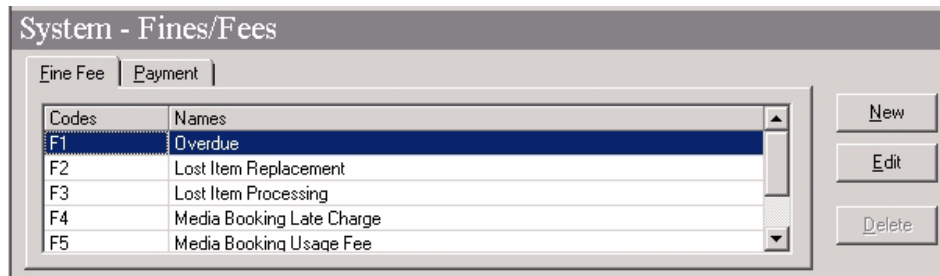 System - Fines/Fees
Fine Fee Payment
Codes Names New
F1 Overdue
F2 Lost Item Replacement Edit
F3 Lost Item Processing
F4 Media Booking Late Charge Delete
F5 Media Booking Usage Fee